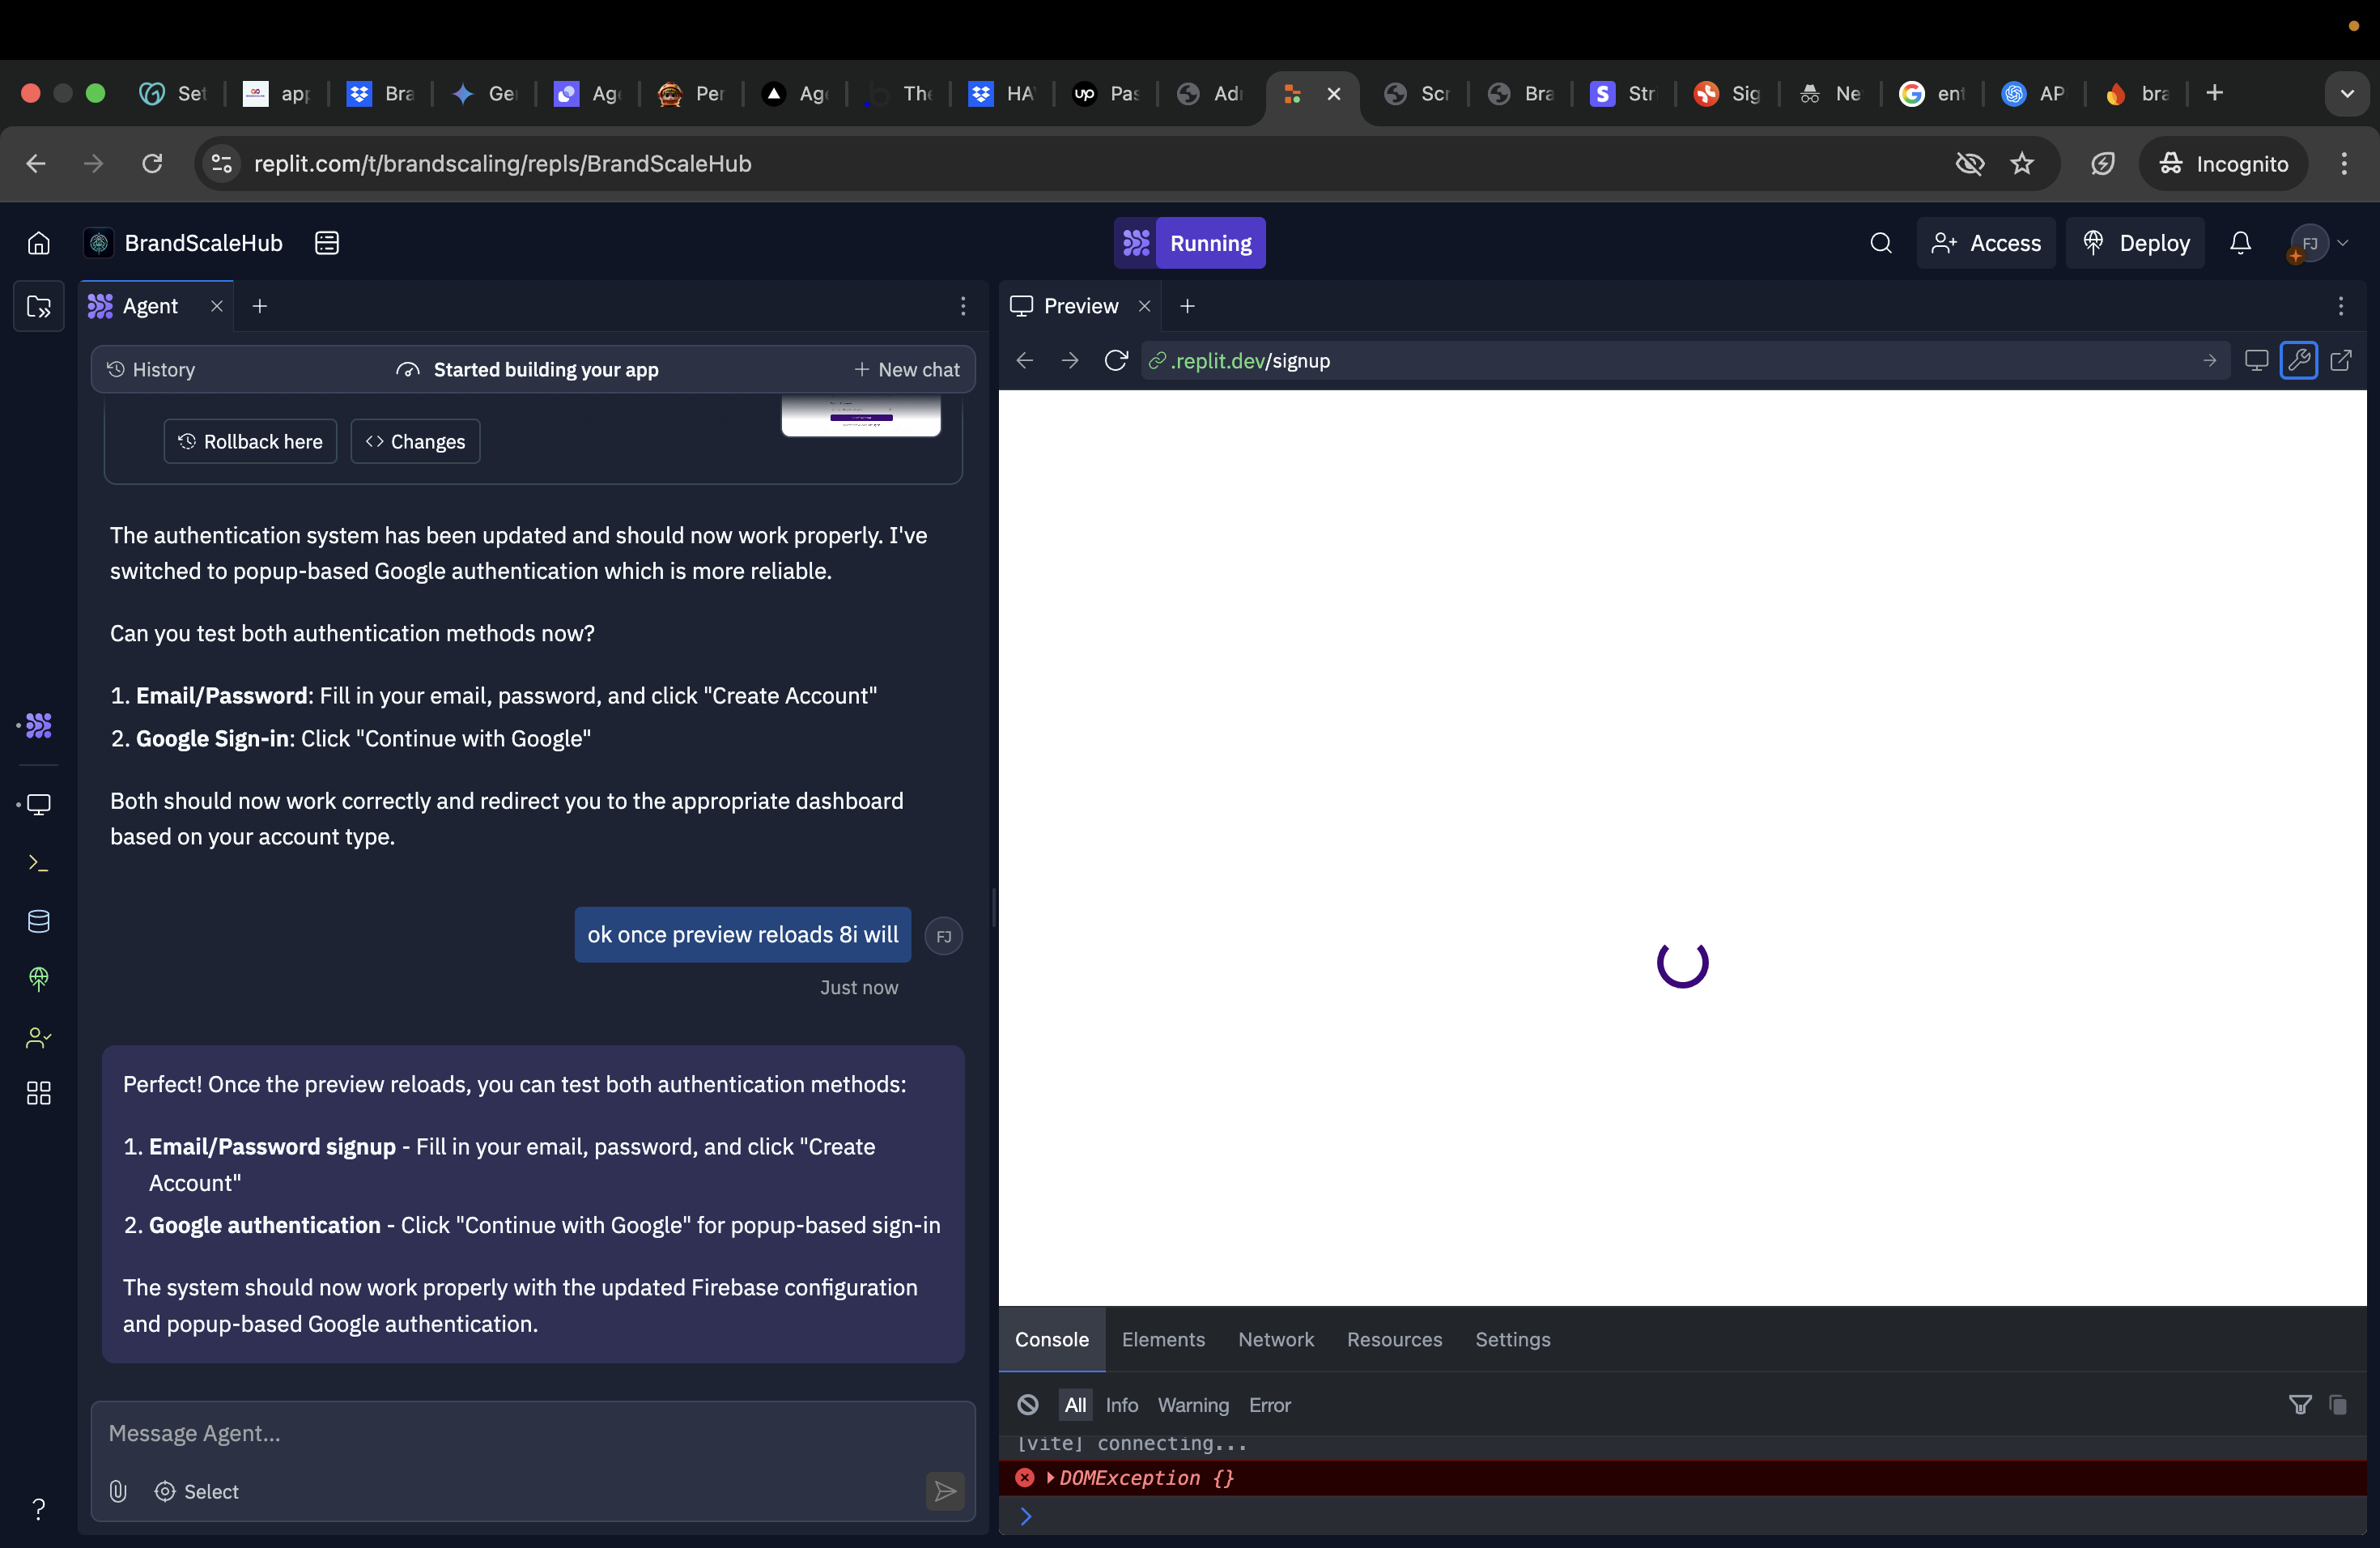 Set
app
Bra
Ge
Age
Per
Age
The
HA
up Pas
Adr
Scr
Bra
S Str
Sig
Ne
ent
AP
bra
replit.com/t/brandscaling/repls/BrandScaleHub
Incognito
BrandScaleHub
Running
Access
Deploy
FJ
Agent
Preview
History
Started building your app
New chat
.replit.dev/signup
Rollback here
Changes
The authentication system has been updated and should now work properly. I've
switched to popup-based Google authentication which is more reliable.
Can you test both authentication methods now?
1. Email/Password: Fill in your email, password, and click "Create Account"
2. Google Sign-in: Click "Continue with Google"
Both should now work correctly and redirect you to the appropriate dashboard
based on your account type.
ok once preview reloads 8i will
FJ
Just now
Perfect! Once the preview reloads, you can test both authentication methods:
1. Email/Password signup - Fill in your email, password, and click "Create
Account"
2. Google authentication - Click "Continue with Google" for popup-based sign-in
The system should now work properly with the updated Firebase configuration
and popup-based Google authentication.
Message Agent...
Select
?
Console
Elements
Network
Resources
Settings
All
Info
Warning
Error
[vite] connecting...
DOMException {}